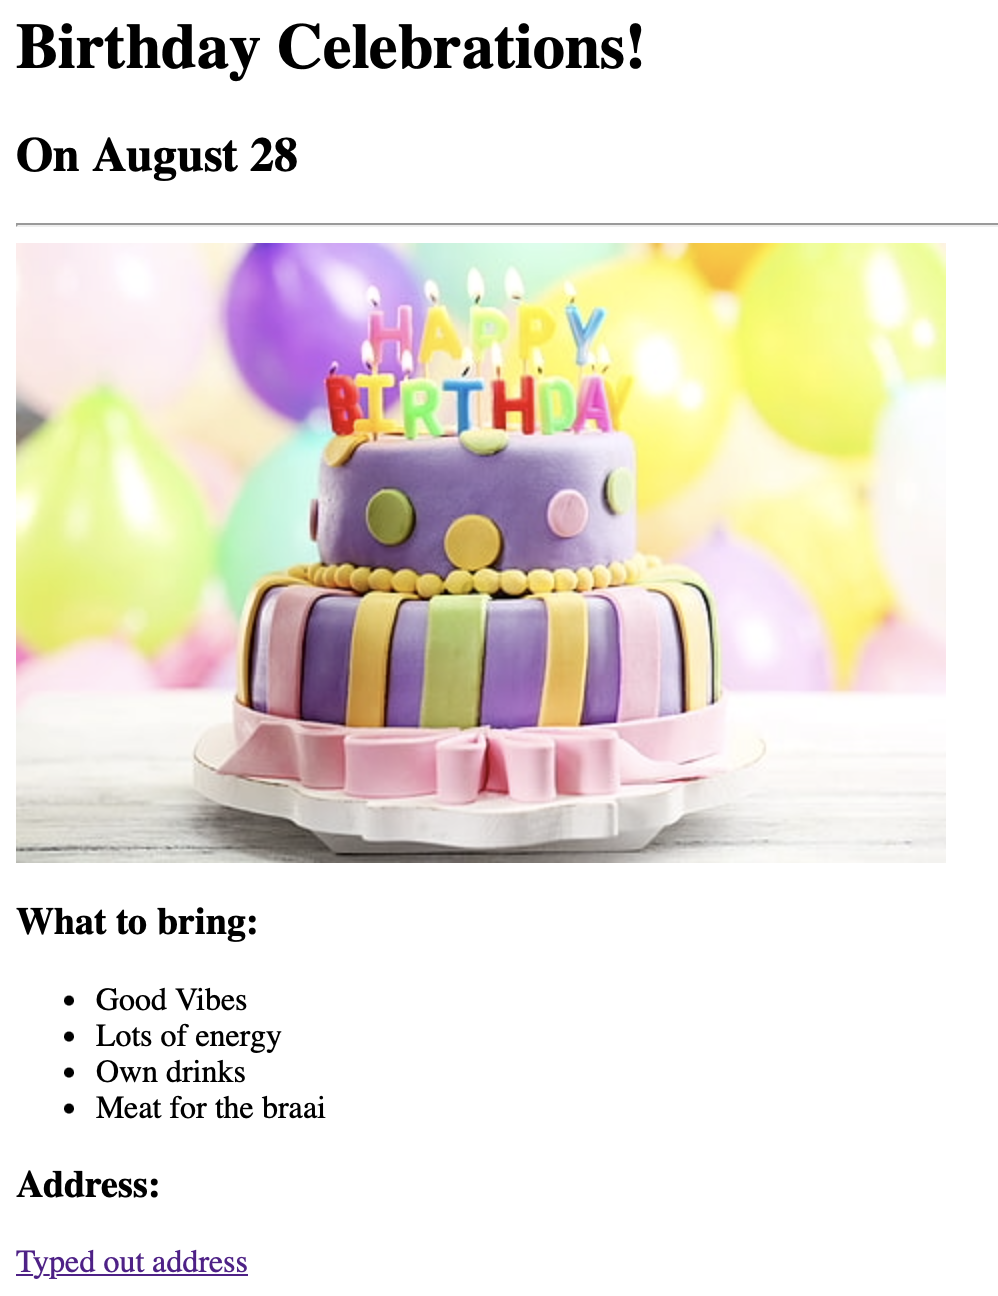 Birthday Celebrations!
On August 28
HAPPY
BIRTHDAY
What to bring:
Good Vibes
Lots of energy
Own drinks
Meat for the braai
Address:
Typed out address